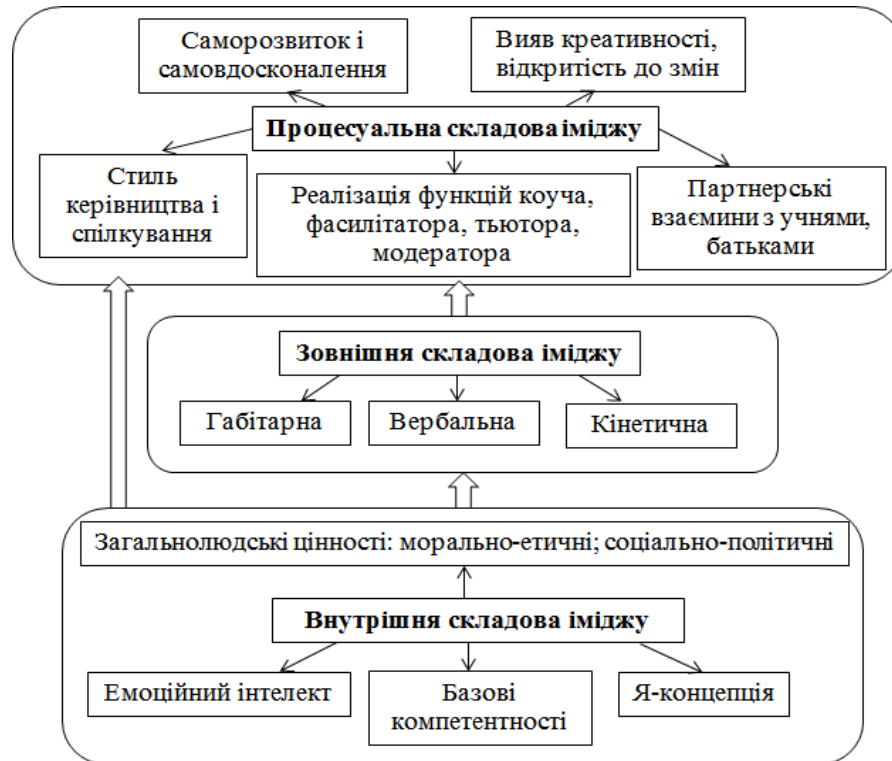 Саморозвиток і
самовдосконалення
Вияв креативності,
відкритість до змін
Процесуальна складова іміджу
Стиль
керівництва і
спілкування
Реалізація функцій коуча,
фасилітатора, тьютора,
модератора
Партнерські
взаємини з учнями,
батьками
Зовнішня складова іміджу
Габітарна
Вербальна
Кінетична
Загальнолюдські цінності: морально-етичні; соціально-політичні
Внутрішня складова іміджу
Емоційний інтелект
Базові
компетентності
Я-концепція